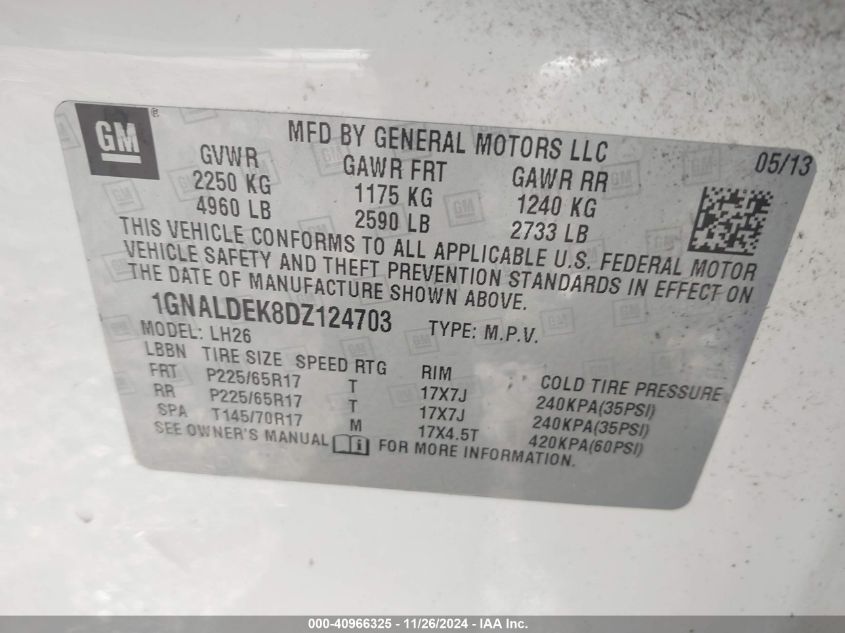 GM ®
MFD BY GENERAL MOTORS LLC
05/13
GVWR GAWR FRT GAWR RR
2250 KG 1175 KG 1240 KG
4960 LB 2590 LB 2733 LB
THIS VEHICLE CONFORMS TO ALL APPLICABLE U.S. FEDERAL MOTOR
VEHICLE SAFETY AND THEFT PREVENTION STANDARDS IN EFFECT ON
THE DATE OF MANUFACTURE SHOWN ABOVE.
1GNALDEK8DZ124703 TYPE: M.P.V.
MODEL: LH26
LBBN TIRE SIZE SPEED RTG RIM COLD TIRE PRESSURE
FRT P225/65R17 T 17X7J 240KPA(35PSI)
RR P225/65R17 T 17X7J 240KPA(35PSI)
SPA T145/70R17 M 17X4.5T 420KPA(60PSI)
SEE OWNER'S MANUAL i FOR MORE INFORMATION.
000-40966325 - 11/26/2024 - IAA Inc.